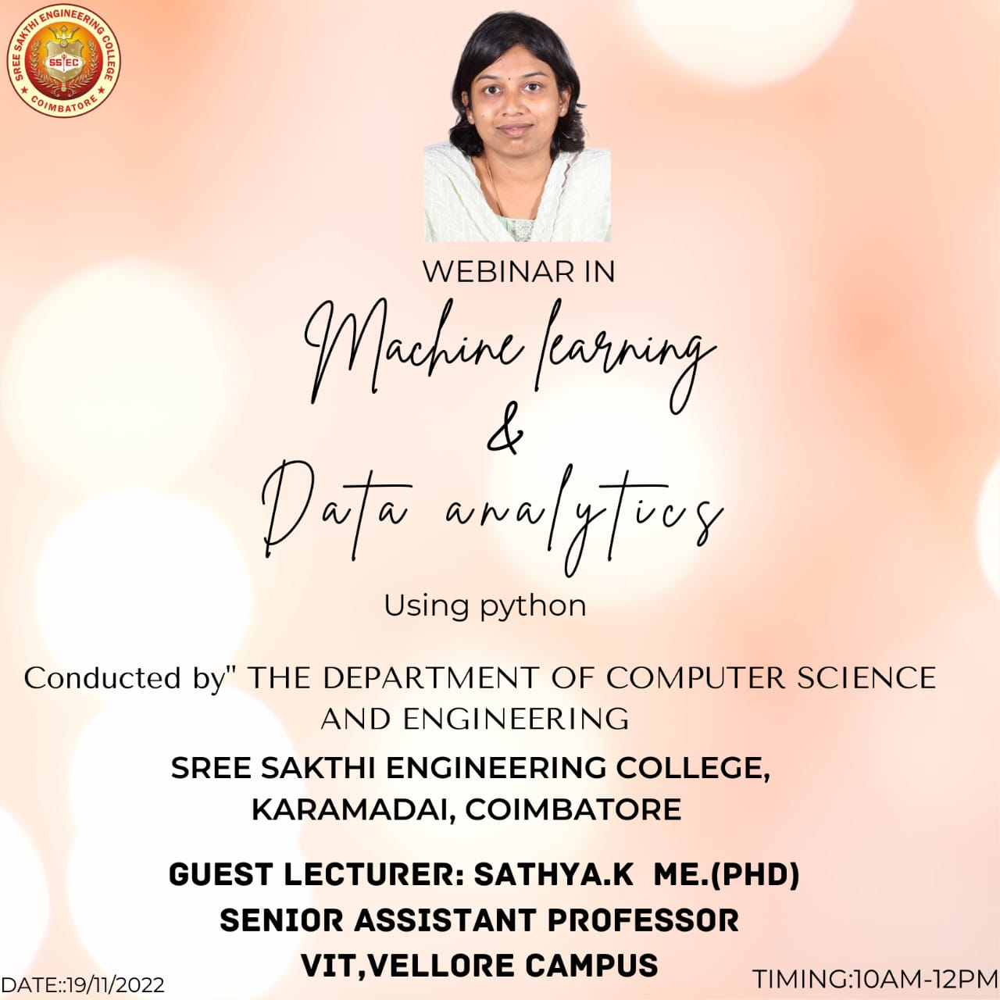 SREE SAKTHI ENGINEERING COLLEGE
SS EC
COIMBATORE
WEBINAR IN
Machine learning
&
Data analytics
Using python
Conducted by" THE DEPARTMENT OF COMPUTER SCIENCE
AND ENGINEERING
SREE SAKTHI ENGINEERING COLLEGE,
KARAMADAI, COIMBATORE
GUEST LECTURER: SATHYA.K ME.(PHD)
SENIOR ASSISTANT PROFESSOR
VIT,VELLORE CAMPUS
DATE::19/11/2022
TIMING:10AM-12PM